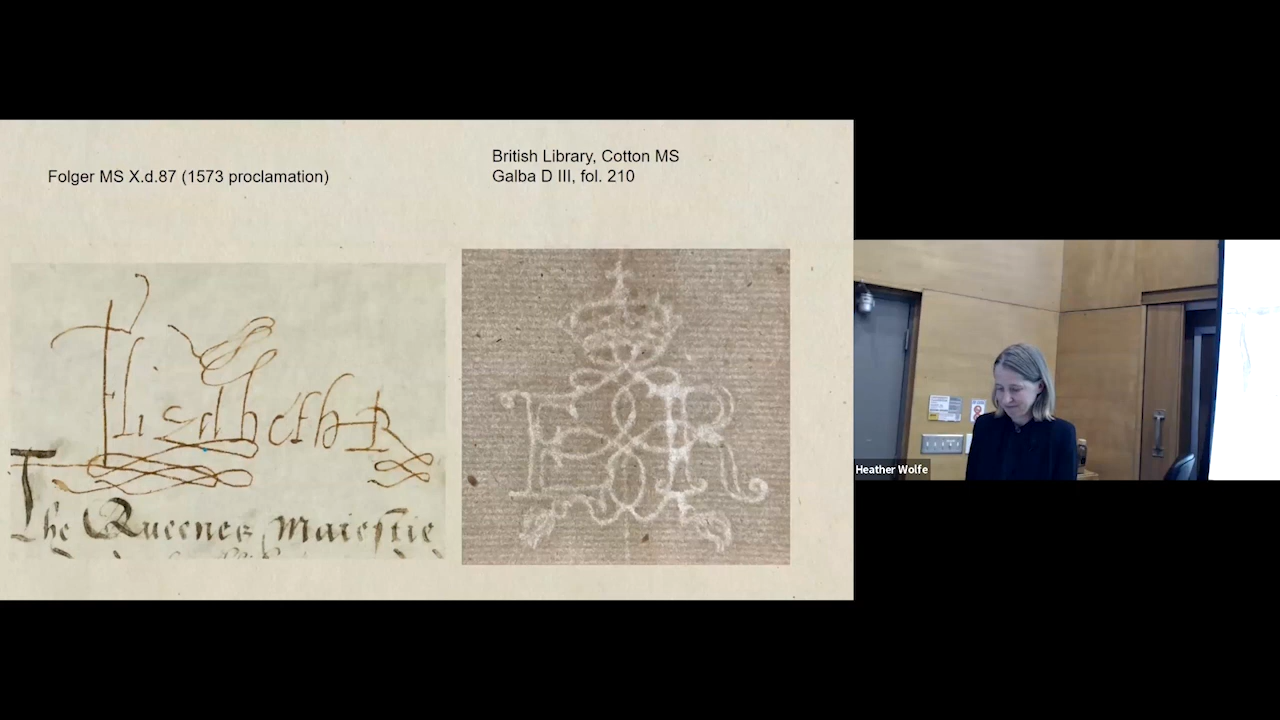 Folger MS X.d.87 (1573 proclamation)
British Library, Cotton MS
Galba D III, fol. 210
Elizabeth R
The Queenes Maiestie
ER
Heather Wolfe